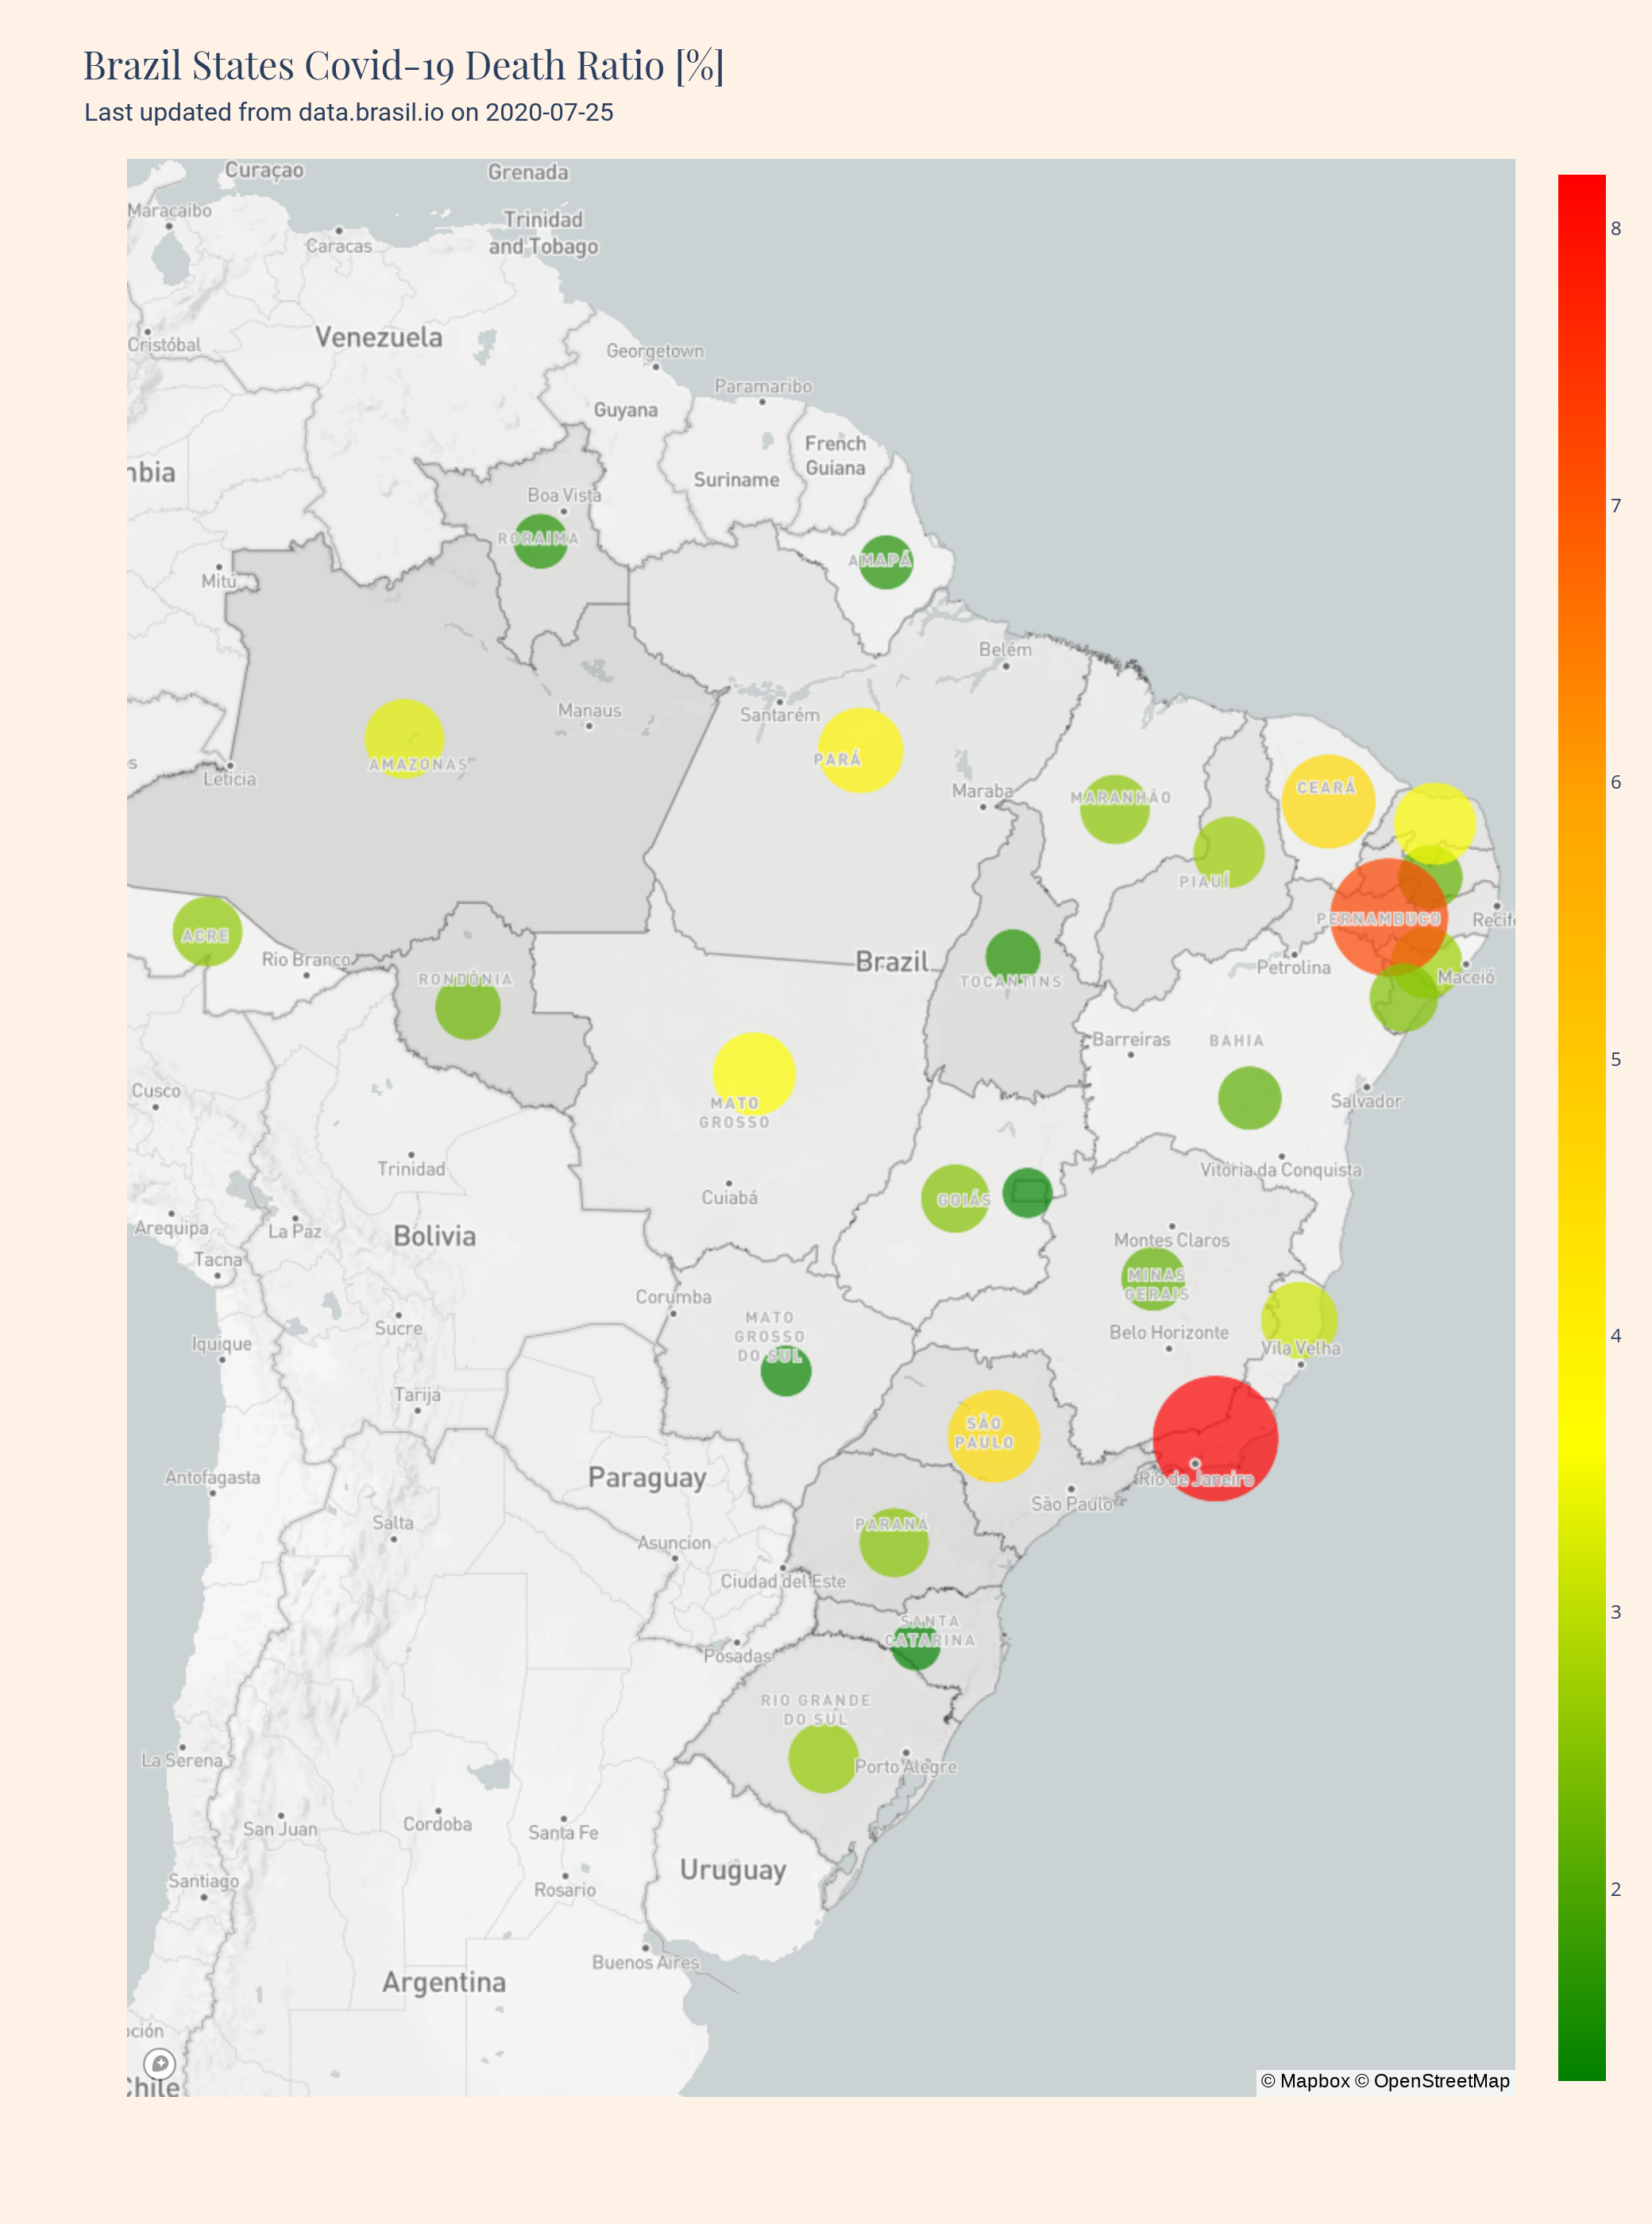 Brazil States Covid-19 Death Ratio [%]
Last updated from data.brasil.io on 2020-07-25
Curaçao
Grenada
Maracaibo
Trinidad
and Tobago
Caracas
8
Venezuela
Cristóbal
Georgetown
Paramaribo
Guyana
French
Guiana
nbia
Suriname
Boa Vista
7
RORAIMA
AMAPÁ
Mitú
Belém
Manaus
Santarém
PARÁ
AMAZONAS
os
Leticia
6
Maraba
CEARÁ
MARANHÃO
PIAUÍ
PERNAMBUCO
Recife
ACRE
Rio Branco
Brazil
Petrolina
Maceió
RONDÔNIA
TOCANTINS
Barreiras
BAHIA
5
Cusco
MATO
GROSSO
Salvador
Trinidad
Vitória da Conquista
Cuiabá
GOIÁS
Arequipa
La Paz
Bolivia
Montes Claros
Tacna
MINAS
GERAIS
Corumba
MATO
GROSSO
DO SUL
Sucre
Belo Horizonte
4
Iquique
Vila Velha
Tarija
SÃO
PAULO
Antofagasta
Paraguay
Rio de Janeiro
São Paulo
Salta
PARANÁ
Asuncion
Ciudad del Este
3
SANTA
CATARINA
Posadas
RIO GRANDE
DO SUL
La Serena
Porto Alegre
San Juan
Cordoba
Santa Fe
Uruguay
Santiago
Rosario
2
Buenos Aires
Argentina
pción
Chile
© Mapbox © OpenStreetMap